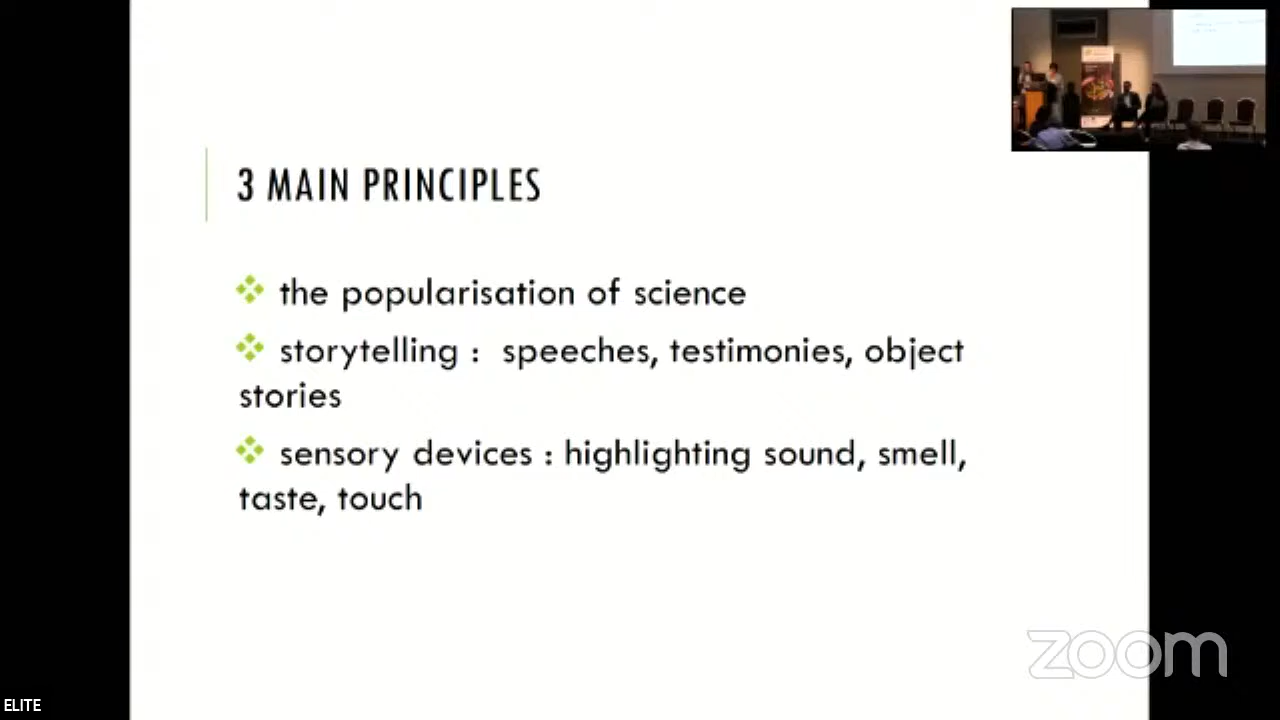 3 MAIN PRINCIPLES
the popularisation of science
storytelling : speeches, testimonies, object
stories
sensory devices : highlighting sound, smell,
taste, touch
zoom
ELITE